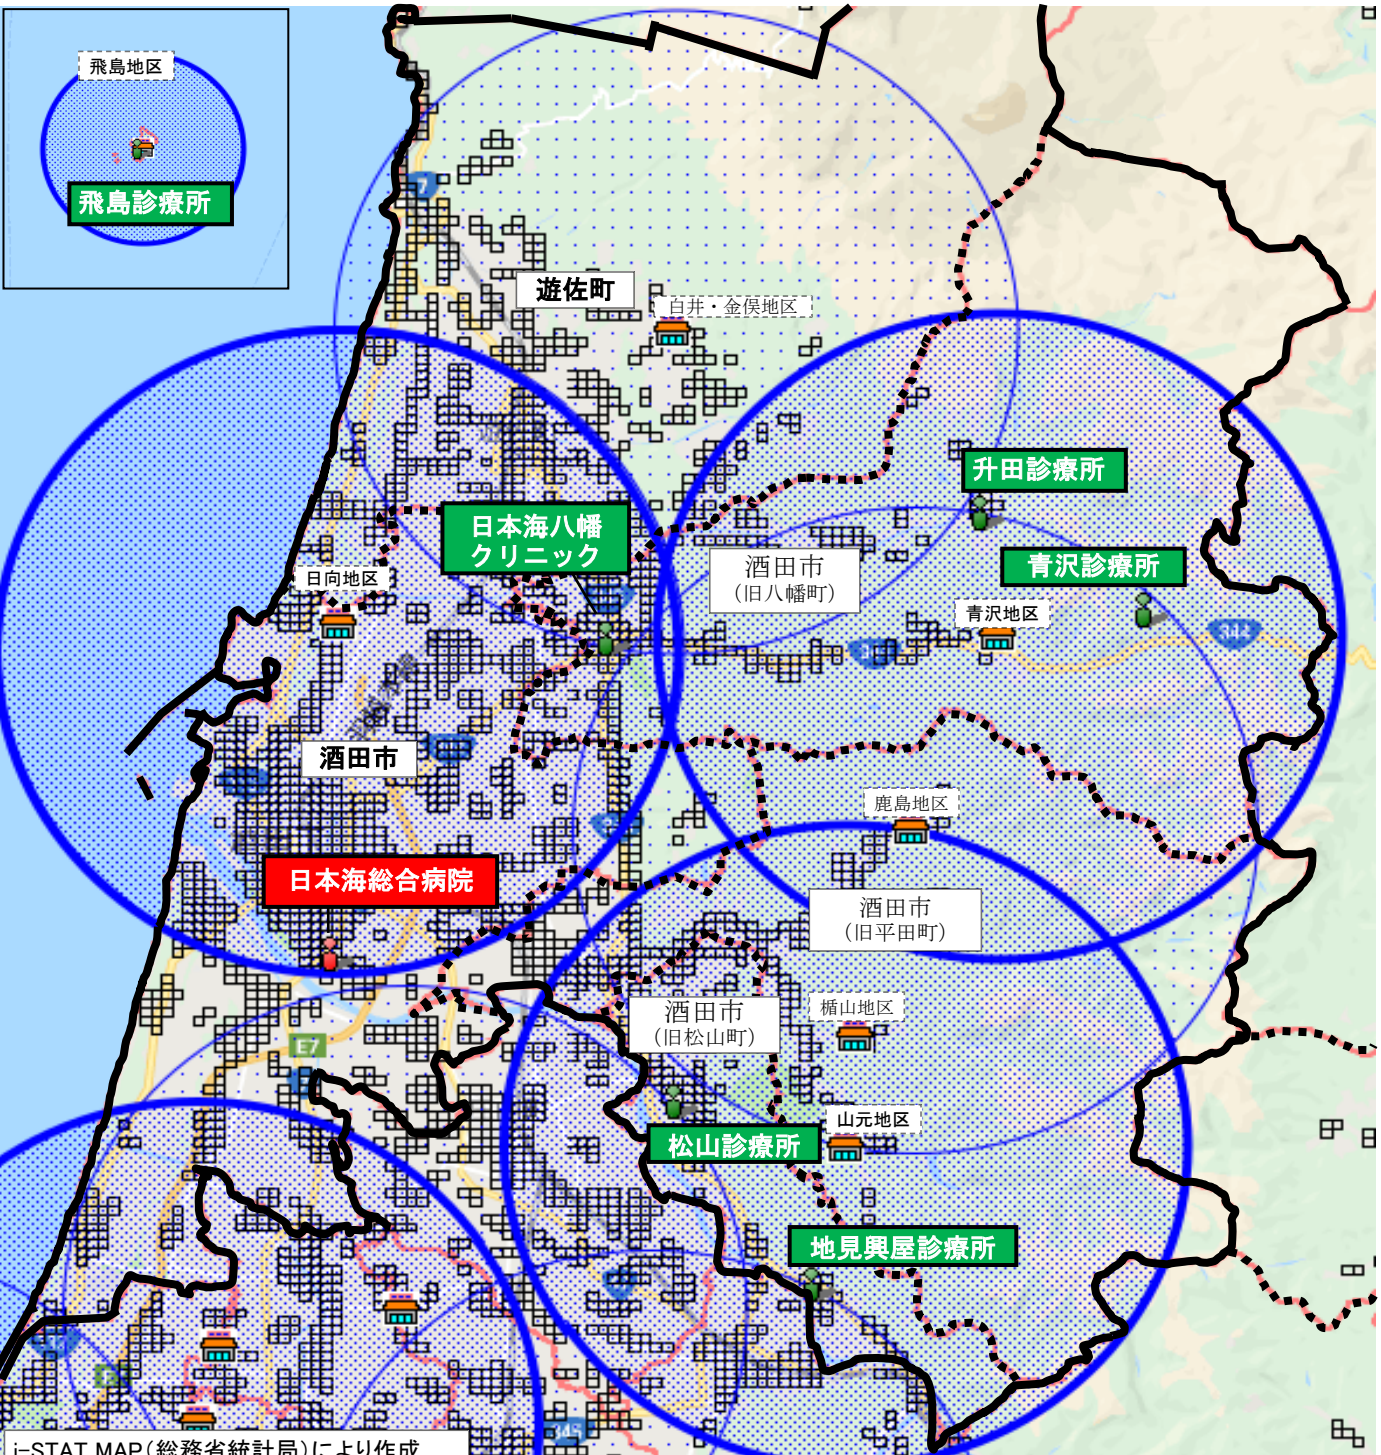 飛島地区
飛島診療所
7
遊佐町
白井・金俣地区
升田診療所
日本海八幡
クリニック
酒田市
(旧八幡町)
青沢診療所
日向地区
青沢地区
344
酒田市
鹿島地区
日本海総合病院
酒田市
(旧平田町)
酒田市
(旧松山町)
楯山地区
E7
松山診療所
山元地区
地見興屋診療所
345
j-STAT MAP(総務省統計局)により作成